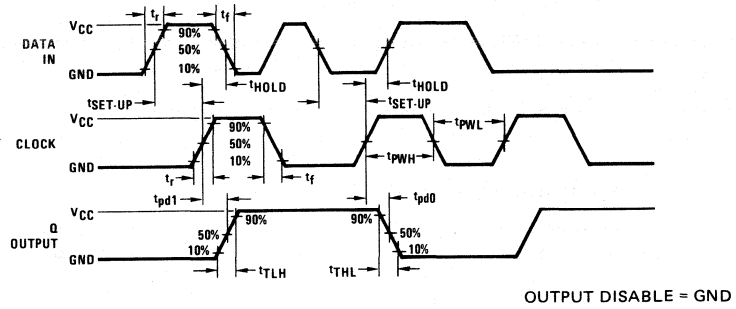 VCC
tr
tf
DATA
IN
90%
50%
10%
GND
tHOLD
tHOLD
tSET-UP
tSET-UP
VCC
CLOCK
90%
50%
10%
GND
tPWL
tPWH
tr
tf
tpd1
tpd0
VCC
Q
OUTPUT
90%
90%
50%
50%
10%
10%
GND
tTLH
tTHL
OUTPUT DISABLE = GND